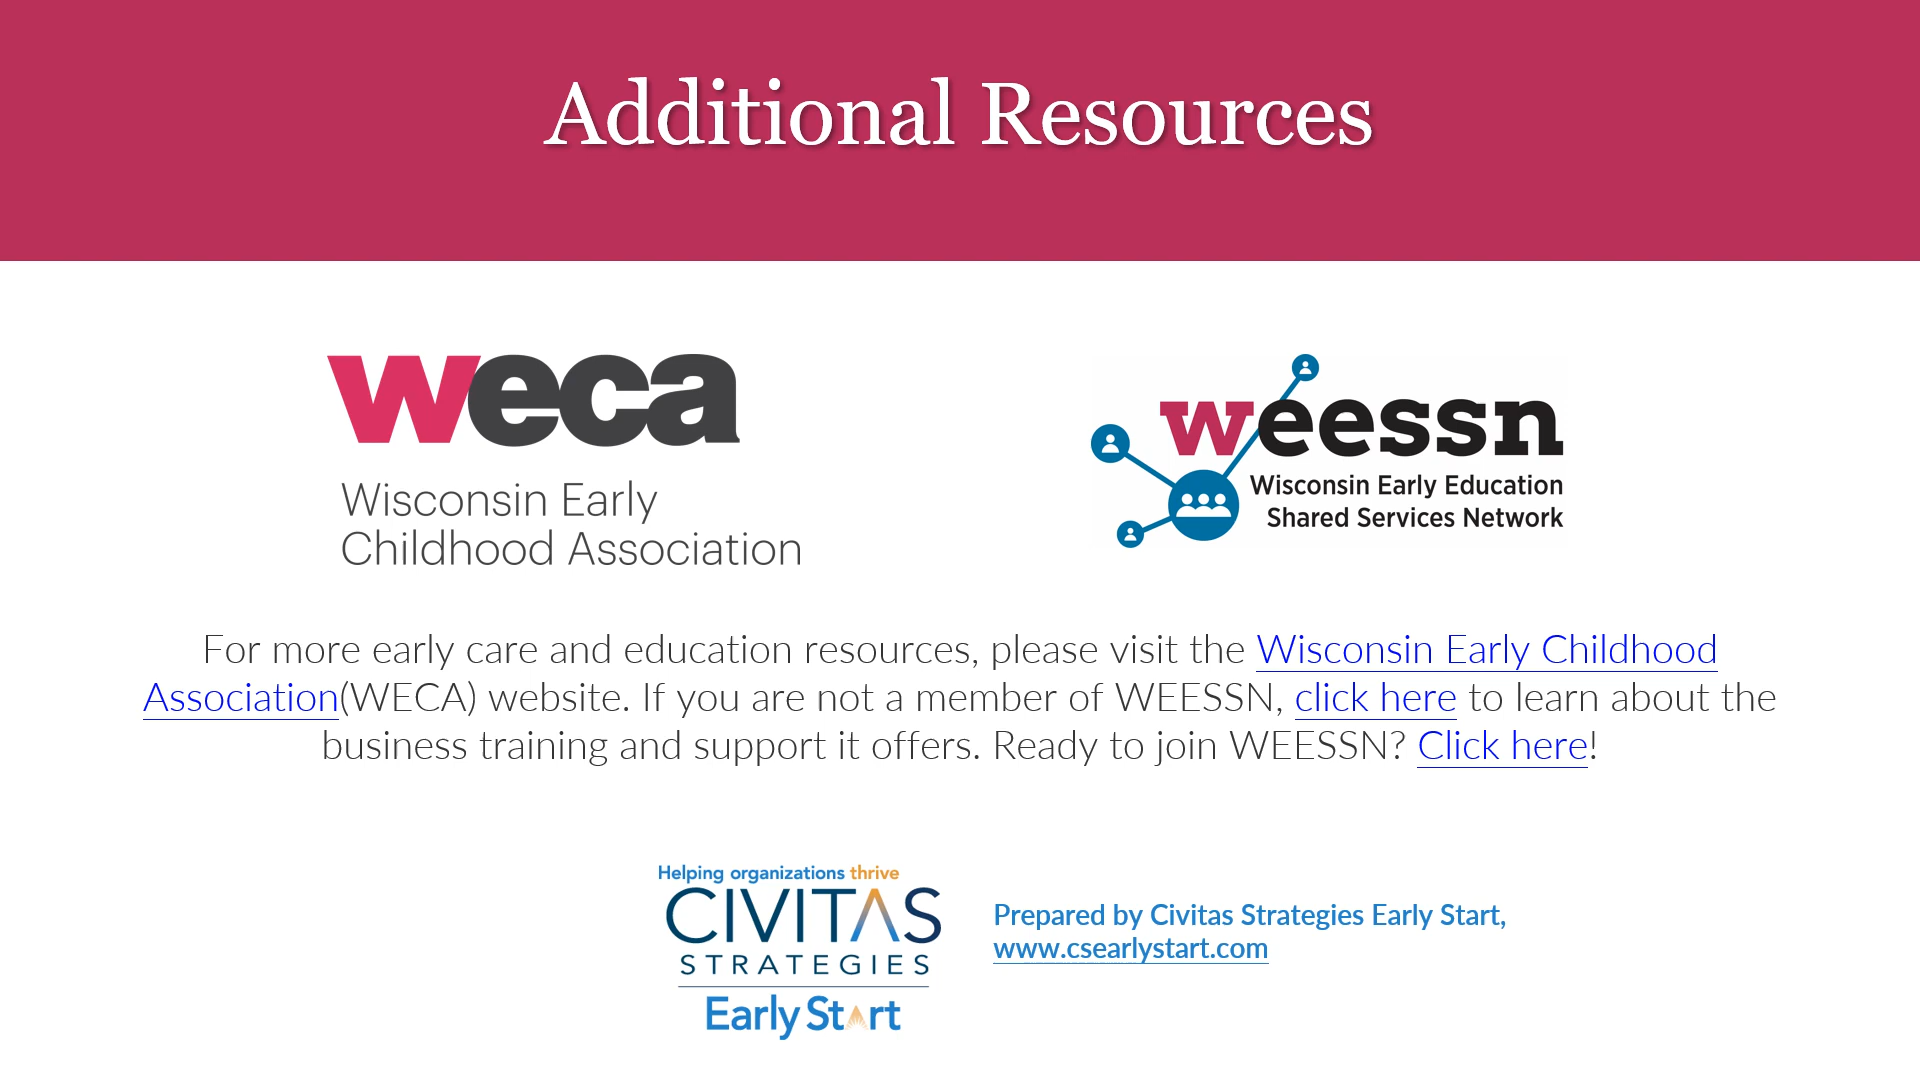 Additional Resources
weca
Wisconsin Early
Childhood Association
weessn
Wisconsin Early Education
Shared Services Network
For more early care and education resources, please visit the Wisconsin Early Childhood
Association(WECA) website. If you are not a member of WEESSN, click here to learn about the
business training and support it offers. Ready to join WEESSN? Click here!
Helping organizations thrive
CIVITAS
STRATEGIES
Early Start
Prepared by Civitas Strategies Early Start,
www.csearlystart.com